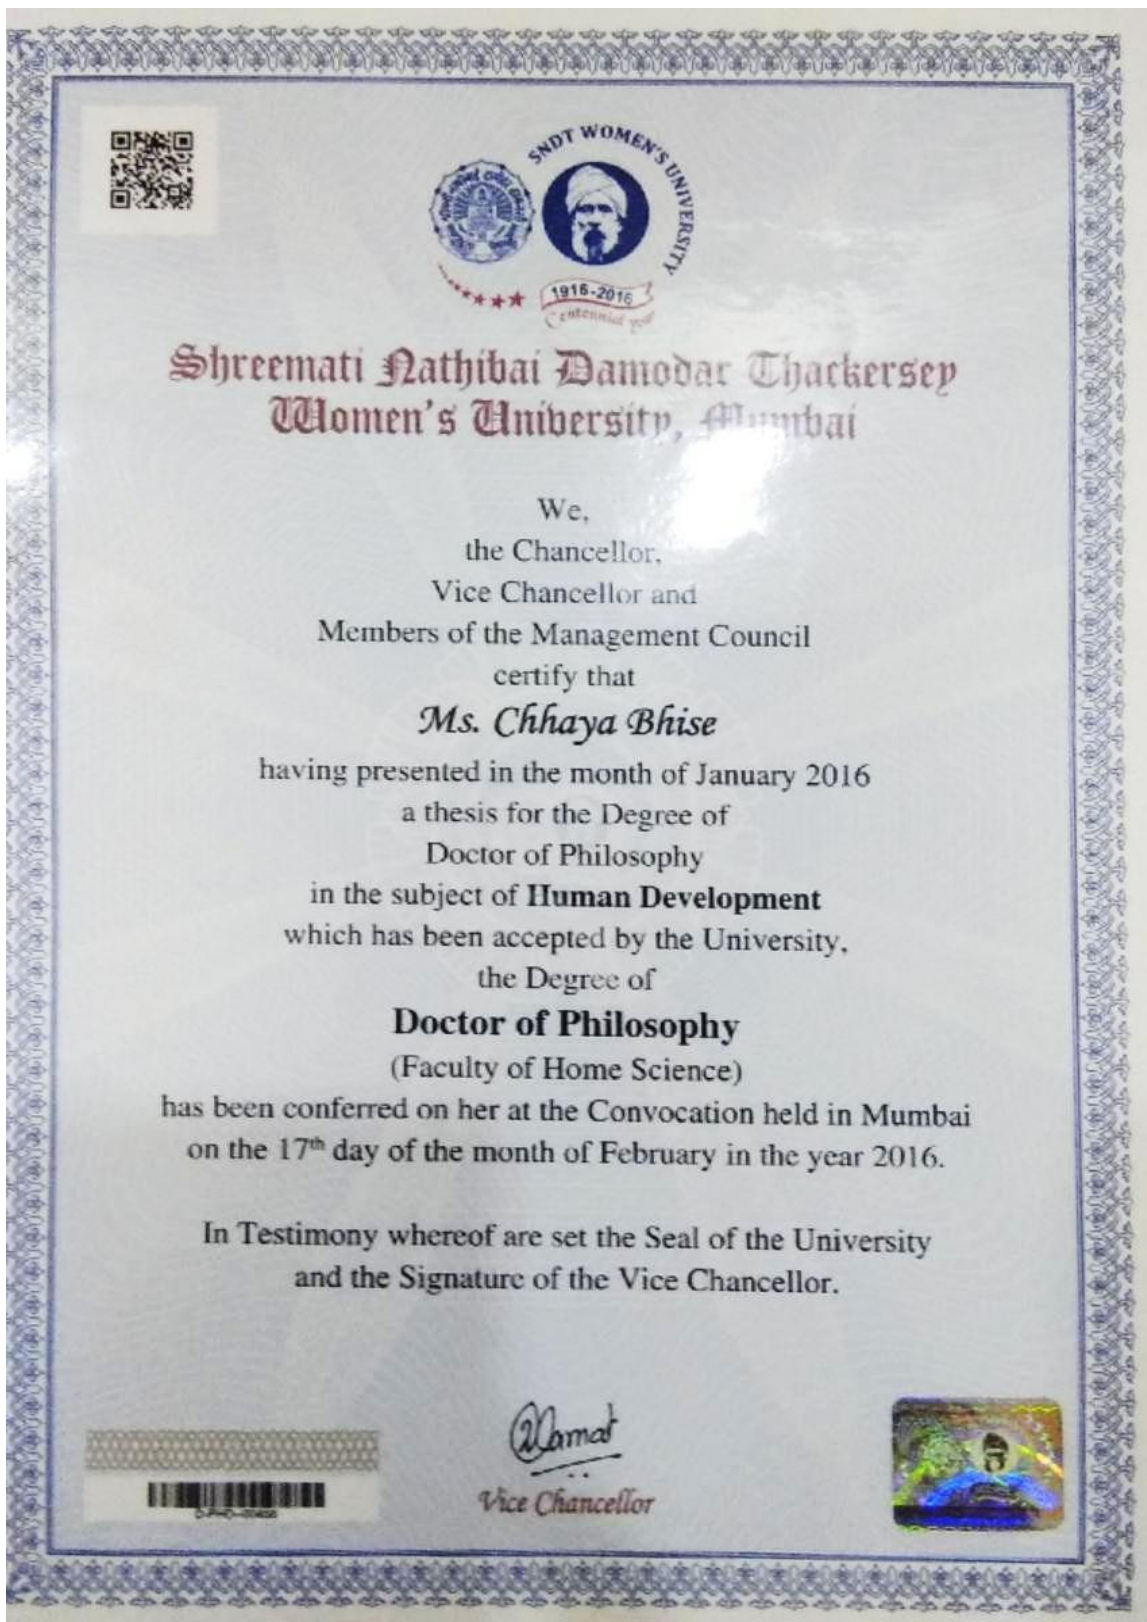 SNDT WOMEN'S UNIVERSITY
1916-2016
Centennial year
Shreemati Nathibai Damodar Thackersey
Women's University, Mumbai
We,
the Chancellor,
Vice Chancellor and
Members of the Management Council
certify that
Ms. Chhaya Bhise
having presented in the month of January 2016
a thesis for the Degree of
Doctor of Philosophy
in the subject of Human Development
which has been accepted by the University,
the Degree of
Doctor of Philosophy
(Faculty of Home Science)
has been conferred on her at the Convocation held in Mumbai
on the 17th day of the month of February in the year 2016.
In Testimony whereof are set the Seal of the University
and the Signature of the Vice Chancellor.
Vice Chancellor